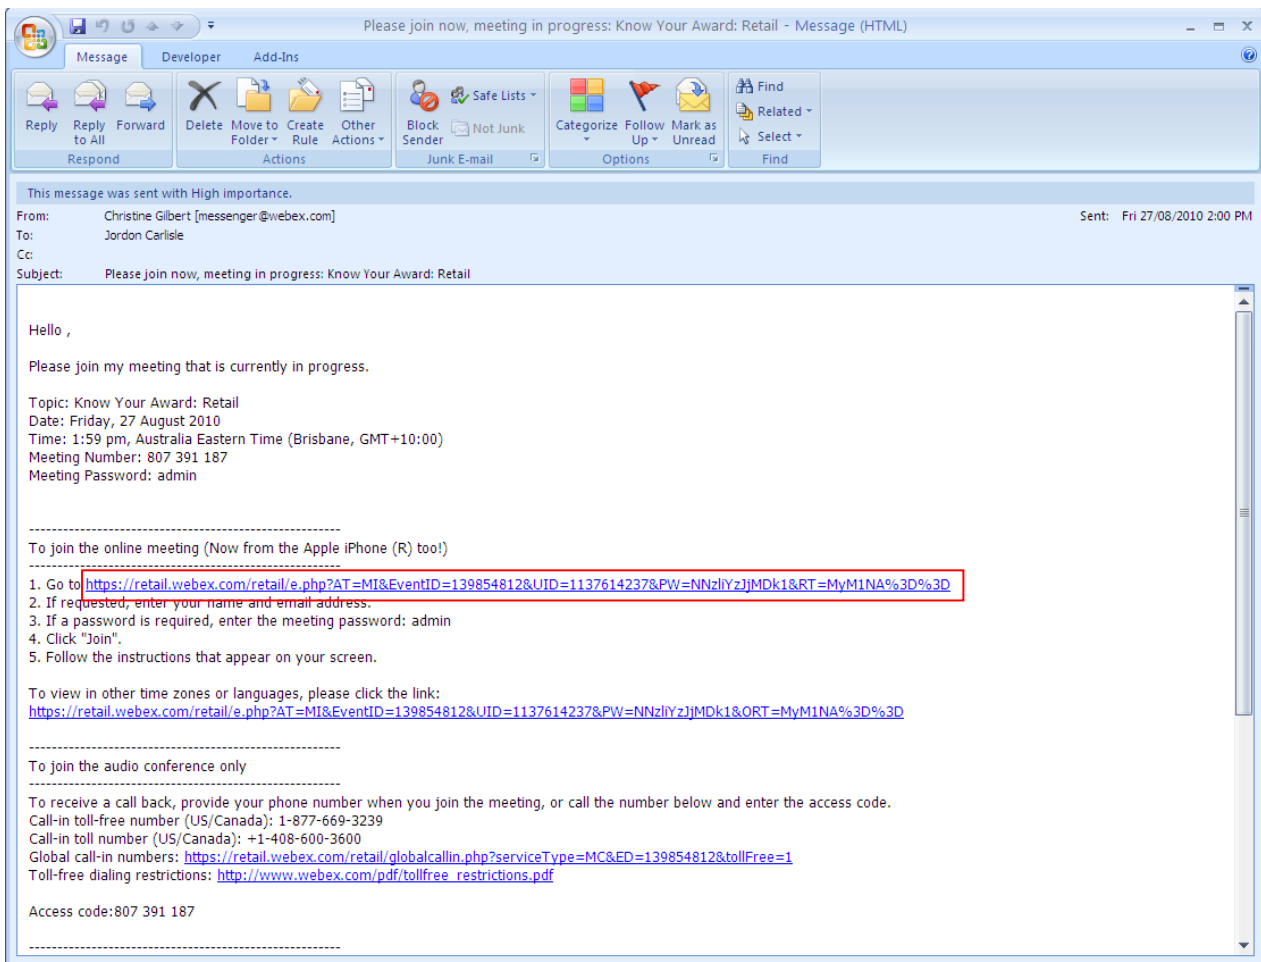 Please join now, meeting in progress: Know Your Award: Retail - Message (HTML)
Message Developer Add-Ins
Reply Reply to All Forward Delete Move to Folder Create Rule Other Actions Block Sender Safe Lists Not Junk Categorize Follow Up Mark as Unread Find Related Select
Respond Actions Junk E-mail Options Find
This message was sent with High importance.
From: Christine Gilbert [messenger@webex.com] Sent: Fri 27/08/2010 2:00 PM
To: Jordon Carlisle
Cc:
Subject: Please join now, meeting in progress: Know Your Award: Retail
Hello ,
Please join my meeting that is currently in progress.
Topic: Know Your Award: Retail
Date: Friday, 27 August 2010
Time: 1:59 pm, Australia Eastern Time (Brisbane, GMT+10:00)
Meeting Number: 807 391 187
Meeting Password: admin
-------------------------------------------------------
To join the online meeting (Now from the Apple iPhone (R) too!)
-------------------------------------------------------
1. Go to https://retail.webex.com/retail/e.php?AT=MI&EventID=139854812&UID=1137614237&PW=NNzliYzJjMDk1&RT=MyM1NA%3D%3D
2. If requested, enter your name and email address.
3. If a password is required, enter the meeting password: admin
4. Click "Join".
5. Follow the instructions that appear on your screen.
To view in other time zones or languages, please click the link:
https://retail.webex.com/retail/e.php?AT=MI&EventID=139854812&UID=1137614237&PW=NNzliYzJjMDk1&ORT=MyM1NA%3D%3D
-------------------------------------------------------
To join the audio conference only
-------------------------------------------------------
To receive a call back, provide your phone number when you join the meeting, or call the number below and enter the access code.
Call-in toll-free number (US/Canada): 1-877-669-3239
Call-in toll number (US/Canada): +1-408-600-3600
Global call-in numbers: https://retail.webex.com/retail/globalcallin.php?serviceType=MC&ED=139854812&tollFree=1
Toll-free dialing restrictions: http://www.webex.com/pdf/tollfree_restrictions.pdf
Access code:807 391 187
-------------------------------------------------------